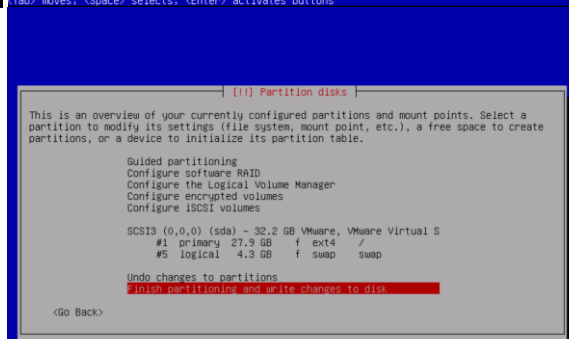 <Tab> moves; <Space> selects; <Enter> activates buttons
[!!] Partition disks
This is an overview of your currently configured partitions and mount points. Select a
partition to modify its settings (file system, mount point, etc.), a free space to create
partitions, or a device to initialize its partition table.
Guided partitioning
Configure software RAID
Configure the Logical Volume Manager
Configure encrypted volumes
Configure iSCSI volumes
SCSI3 (0,0,0) (sda) - 32.2 GB VMware, VMware Virtual S
#1 primary 27.9 GB f ext4 /
#5 logical 4.3 GB f swap swap
Undo changes to partitions
Finish partitioning and write changes to disk
<Go Back>